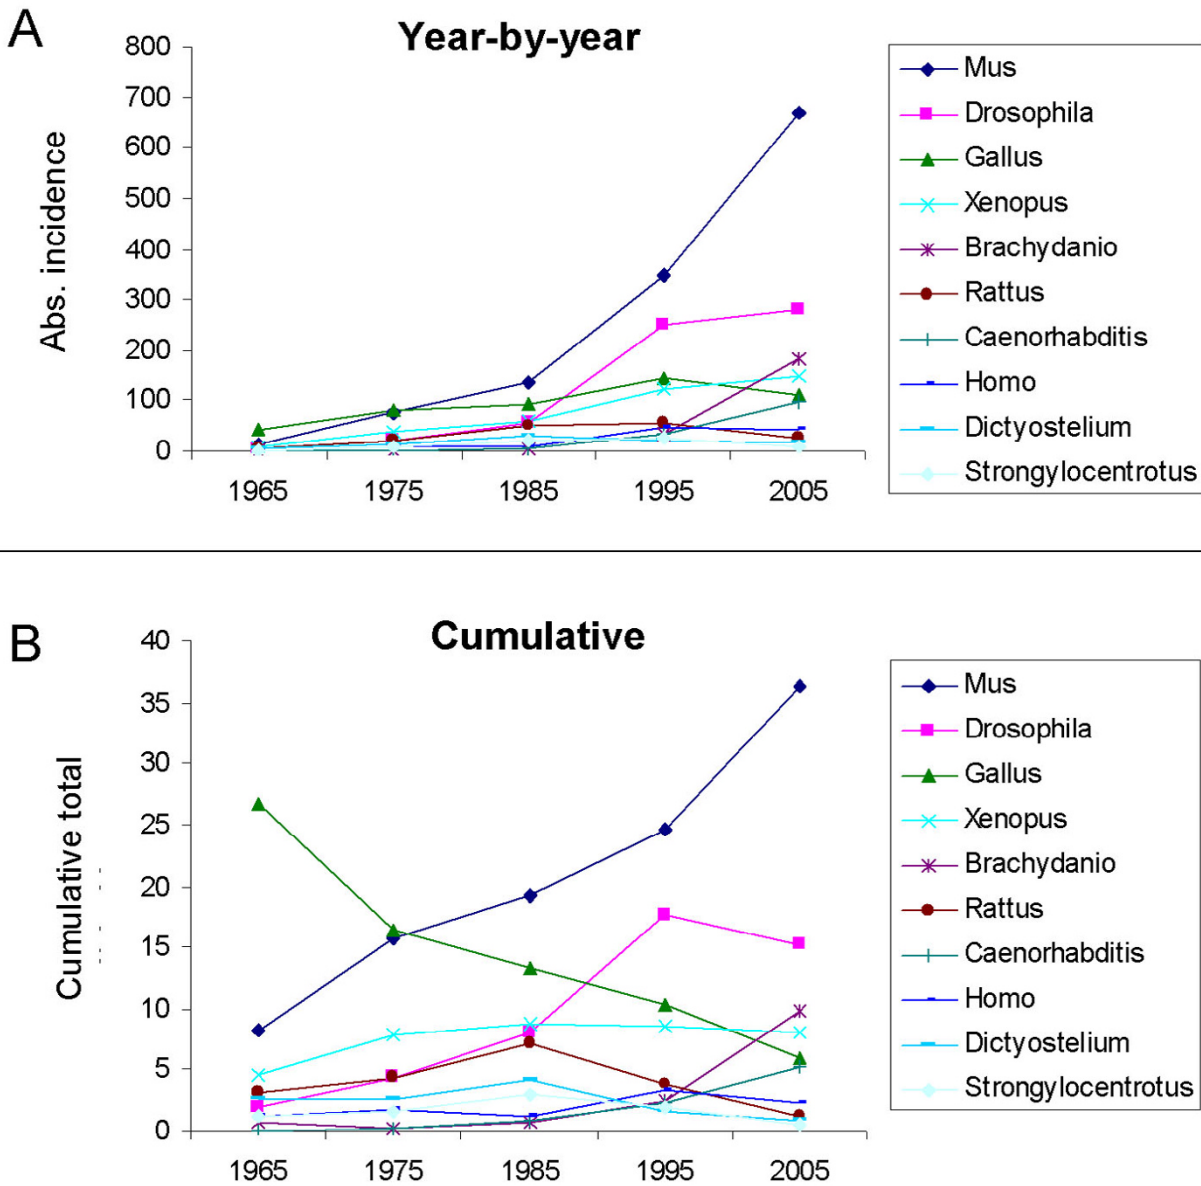 A
Year-by-year
Abs. incidence
800
700
600
500
400
300
200
100
0
1965 1975 1985 1995 2005
Mus
Drosophila
Gallus
Xenopus
Brachydanio
Rattus
Caenorhabditis
Homo
Dictyostelium
Strongylocentrotus
B
Cumulative
Cumulative total
40
35
30
25
20
15
10
5
0
1965 1975 1985 1995 2005
Mus
Drosophila
Gallus
Xenopus
Brachydanio
Rattus
Caenorhabditis
Homo
Dictyostelium
Strongylocentrotus